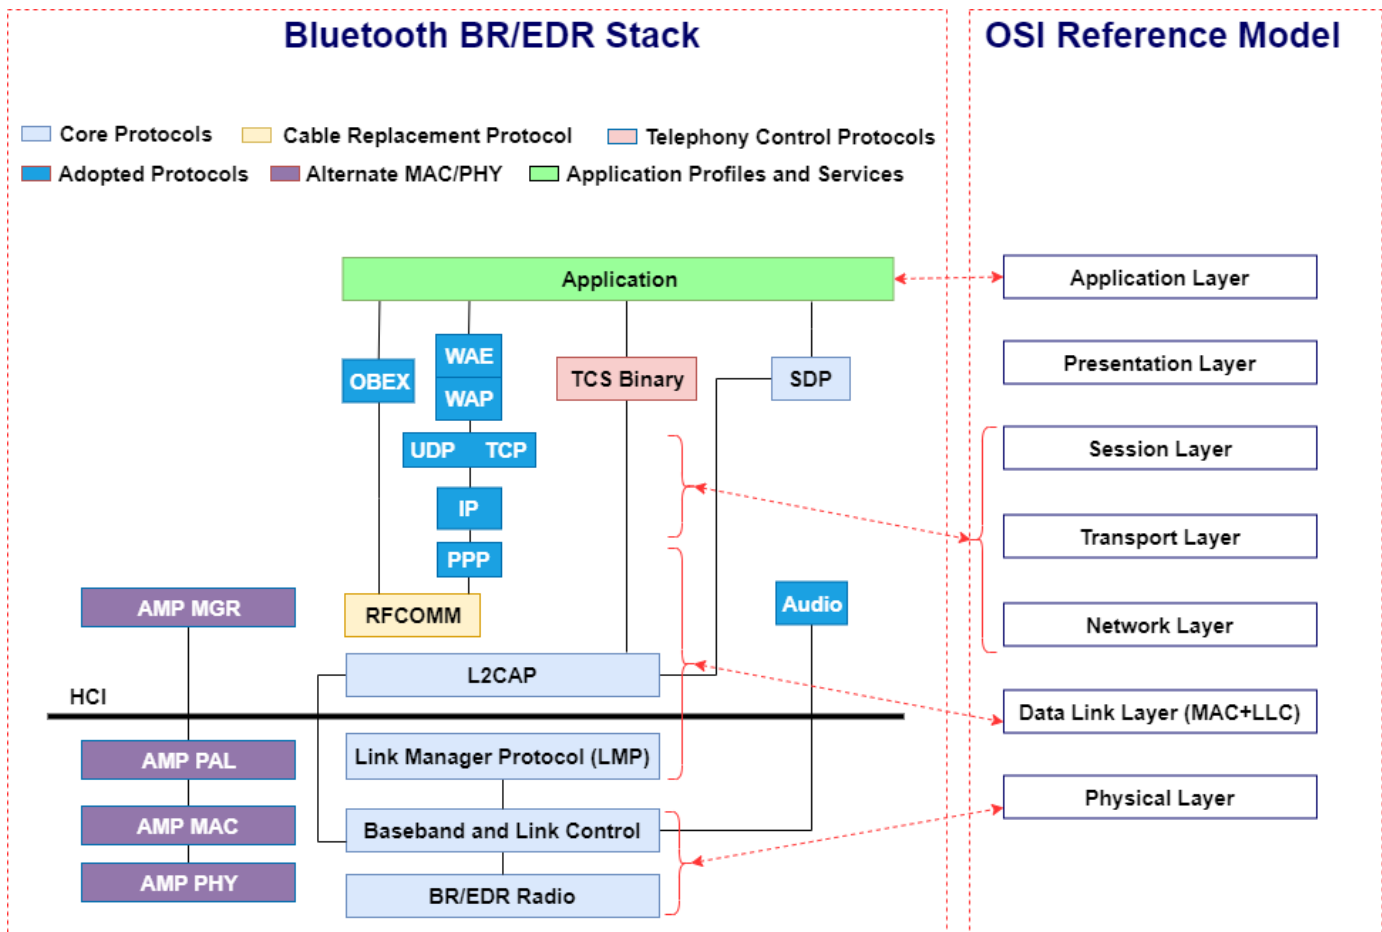 Bluetooth BR/EDR Stack
OSI Reference Model
Core Protocols
Cable Replacement Protocol
Telephony Control Protocols
Adopted Protocols
Alternate MAC/PHY
Application Profiles and Services
Application
Application Layer
WAE
OBEX
TCS Binary
SDP
Presentation Layer
WAP
UDP TCP
Session Layer
IP
Transport Layer
PPP
AMP MGR
RFCOMM
Audio
Network Layer
L2CAP
HCI
Data Link Layer (MAC+LLC)
AMP PAL
Link Manager Protocol (LMP)
Physical Layer
AMP MAC
Baseband and Link Control
AMP PHY
BR/EDR Radio